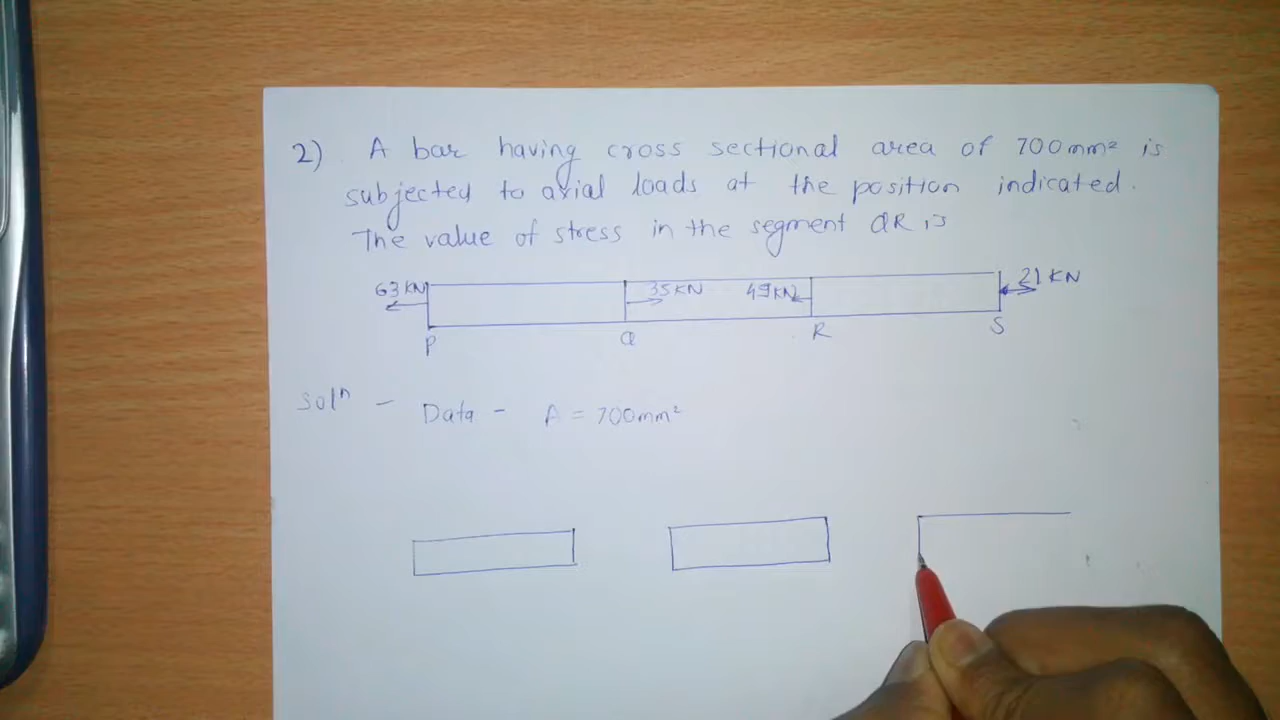 2) A bar having cross sectional area of 700mm² is
subjected to axial loads at the position indicated.
The value of stress in the segment QR is
63 KN 35 KN 49 KN 21 KN
P Q R S
Solⁿ - Data - A = 700mm²